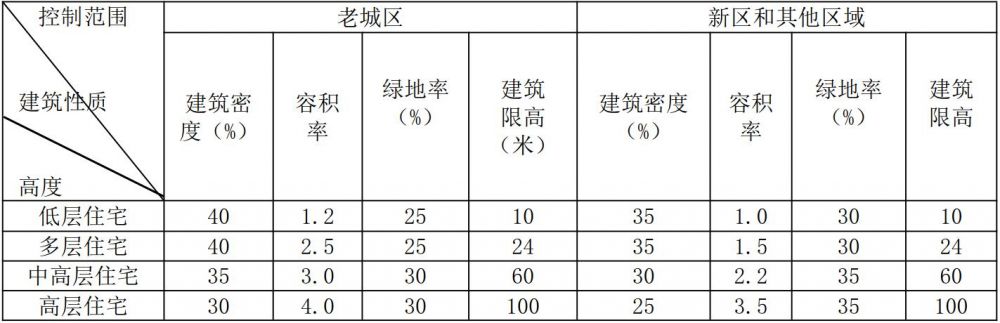 控制范围 老城区 新区和其他区域
建筑性质
高度
建筑密
度（%）
容积
率
绿地率
（%）
建筑
限高
（米）
建筑密度
（%）
容积
率
绿地率
（%）
建筑
限高
低层住宅 40 1.2 25 10 35 1.0 30 10
多层住宅 40 2.5 25 24 35 1.5 30 24
中高层住宅 35 3.0 30 60 30 2.2 35 60
高层住宅 30 4.0 30 100 25 3.5 35 100